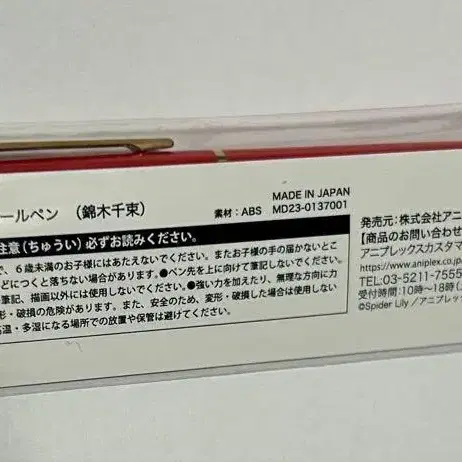 ールペン （錦木千束）
素材：ABS
MADE IN JAPAN
MD23-0137001
注意（ちゅうい）必ずお読みください。
で、6歳未満のお子様にはあたえないでください。またお子様の手の届かないと
どにつくと落ちない場合があります。●ペン先を上に向けて筆記しないでください。
筆記、描画以外には使用しないでください。●強い力を加えたり、無理な方向に力
形・破損の危険があります。また、安全のため、変形・破損した場合は使用しない
高温・多湿になる場所での放置や保管は避けてください。
発売元：株式会社アニ
【商品のお問い合わせ
アニプレックスカスタマ
https://www.aniplex.co.jp
TEL:03-5211-7555
受付時間：10時～18時（
©Spider Lily／アニプレッ